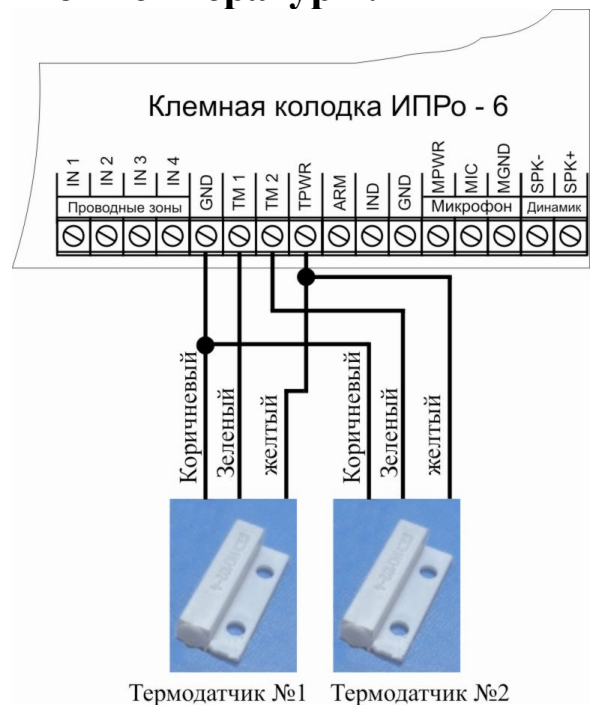 Клемная колодка ИПРо - 6
IN 1
IN 2
IN 3
IN 4
GND
TM 1
TM 2
TPWR
ARM
IND
GND
MPWR
MIC
MGND
SPK-
SPK+
Проводные зоны
Микрофон
Динамик
Коричневый
Зеленый
желтый
Коричневый
Зеленый
желтый
Термодатчик №1
Термодатчик №2